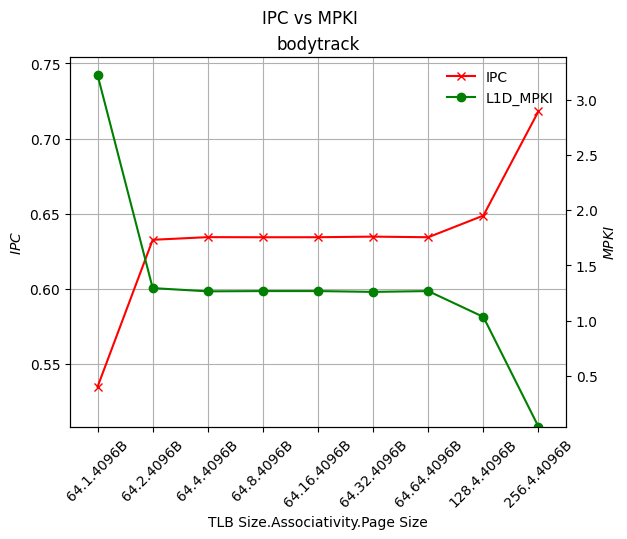 IPC vs MPKI
bodytrack
IPC
L1D_MPKI
0.75
0.70
0.65
0.60
0.55
IPC
3.0
2.5
2.0
1.5
1.0
0.5
MPKI
64.1.4096B
64.2.4096B
64.4.4096B
64.8.4096B
64.16.4096B
64.32.4096B
64.64.4096B
128.4.4096B
256.4.4096B
TLB Size.Associativity.Page Size